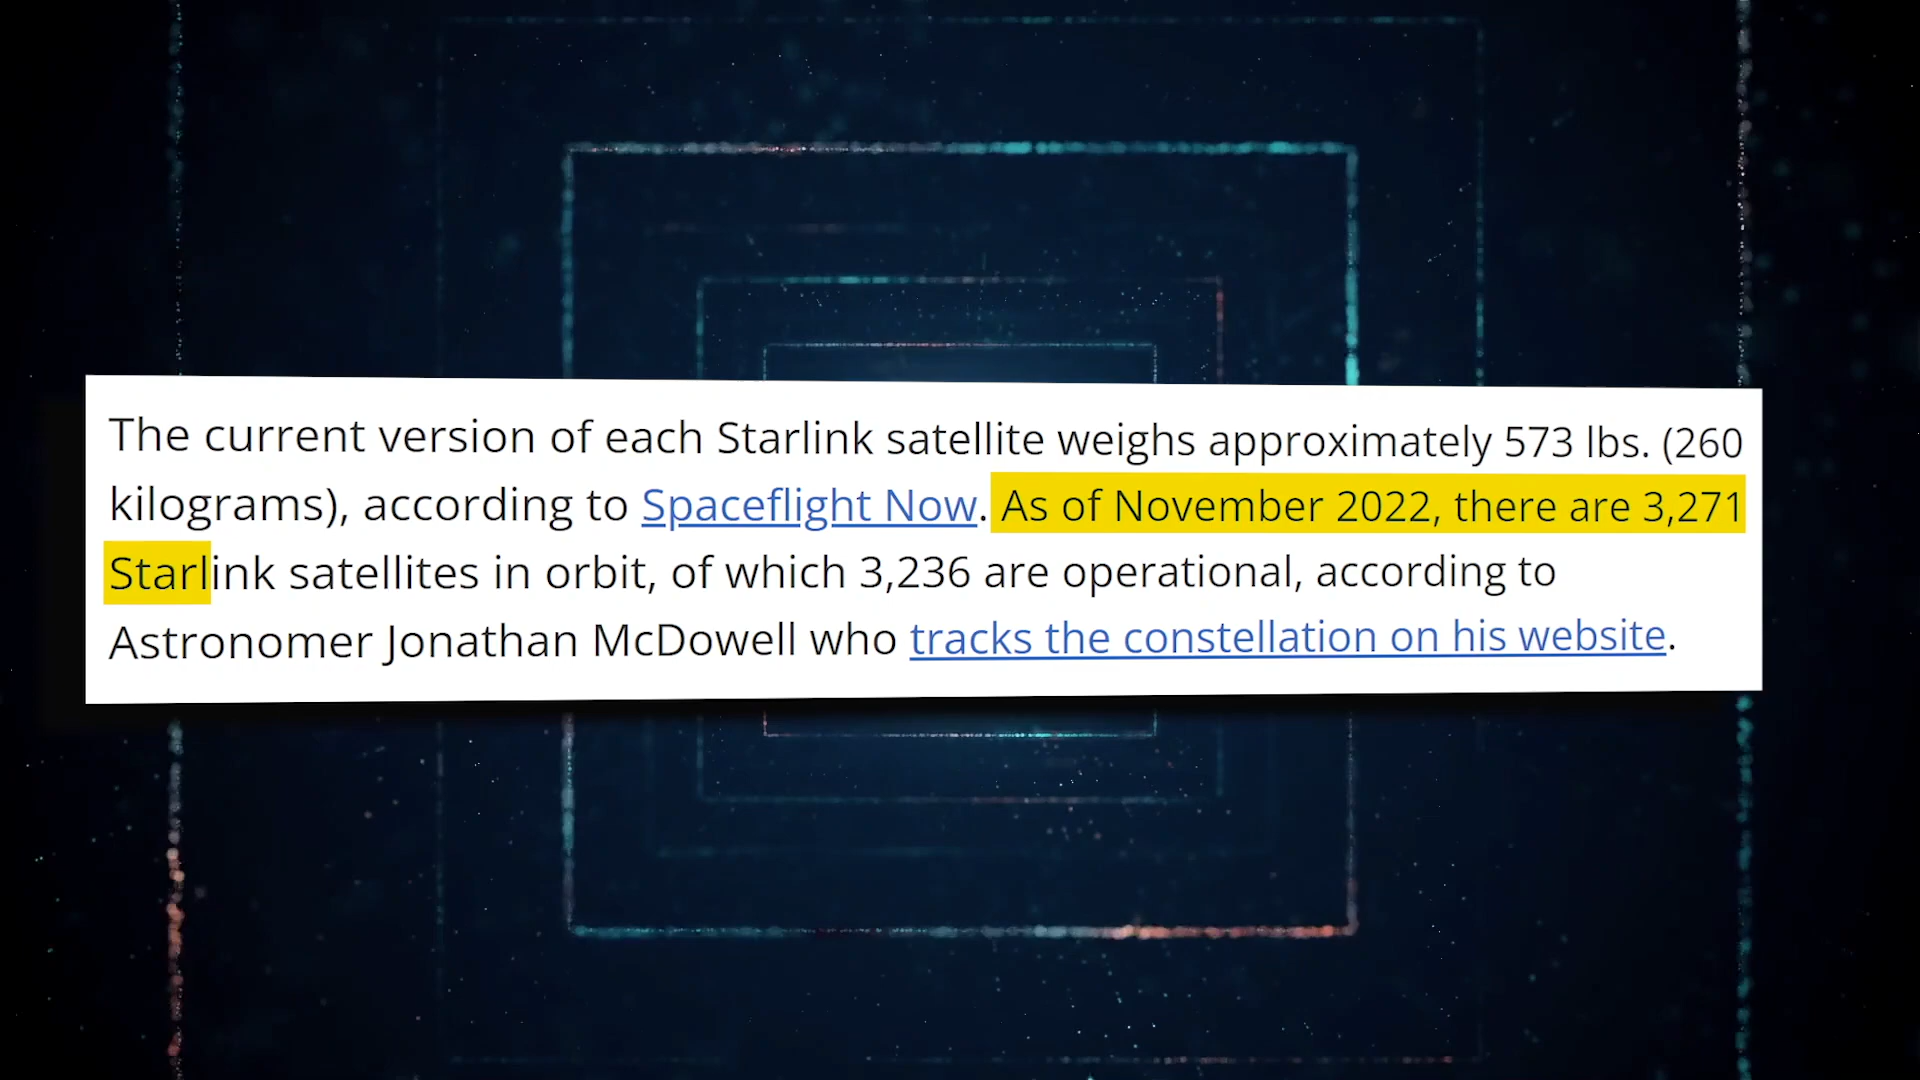 The current version of each Starlink satellite weighs approximately 573 lbs. (260
kilograms), according to Spaceflight Now. As of November 2022, there are 3,271
Starlink satellites in orbit, of which 3,236 are operational, according to
Astronomer Jonathan McDowell who tracks the constellation on his website.